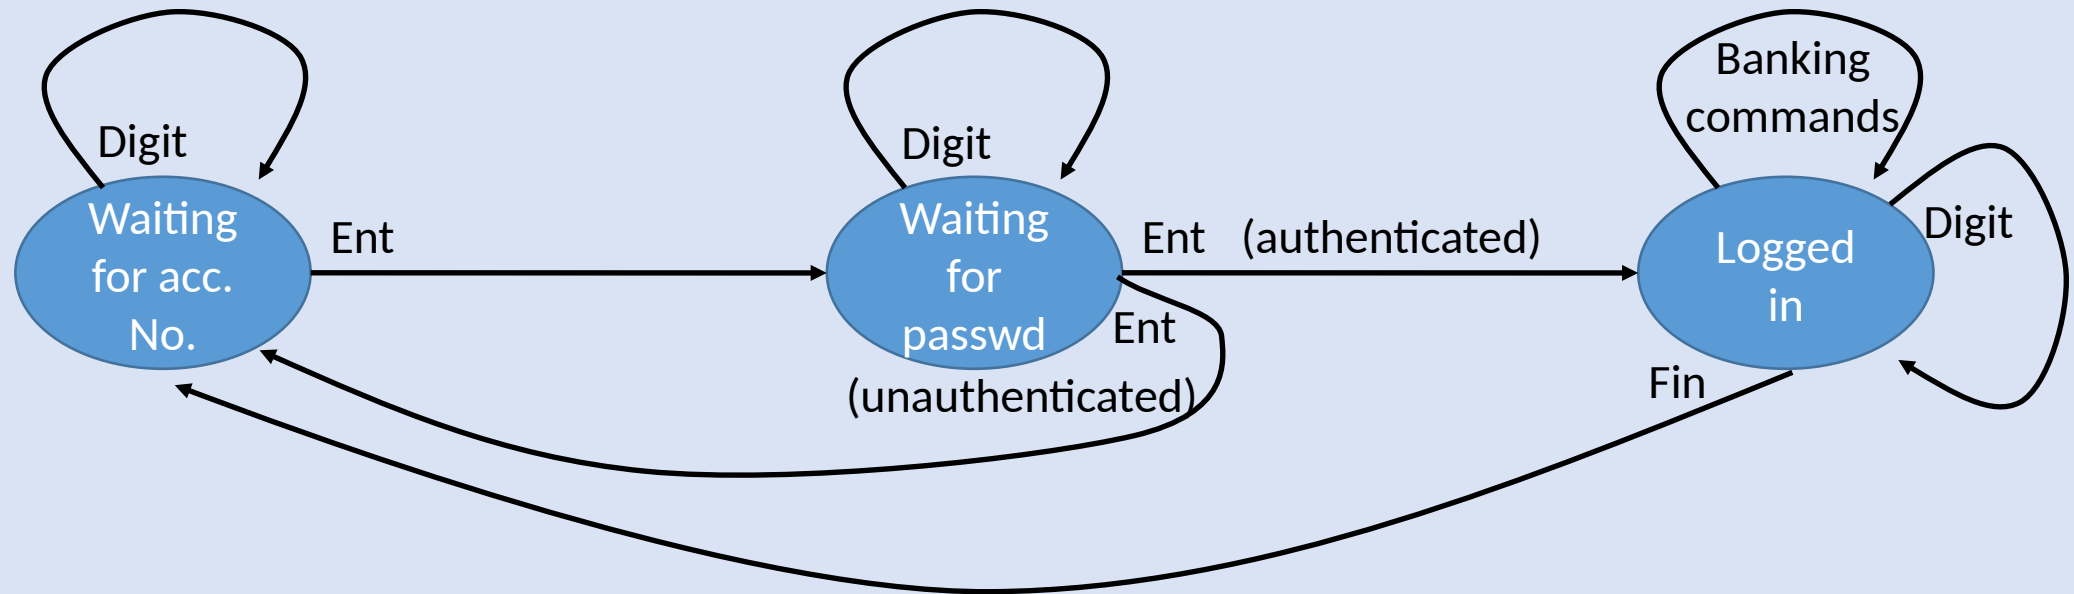 Banking
commands
Digit
Digit
Waiting
for acc.
No.
Ent
Waiting
for
passwd
Ent (authenticated)
Logged
in
Digit
Ent
(unauthenticated)
Fin